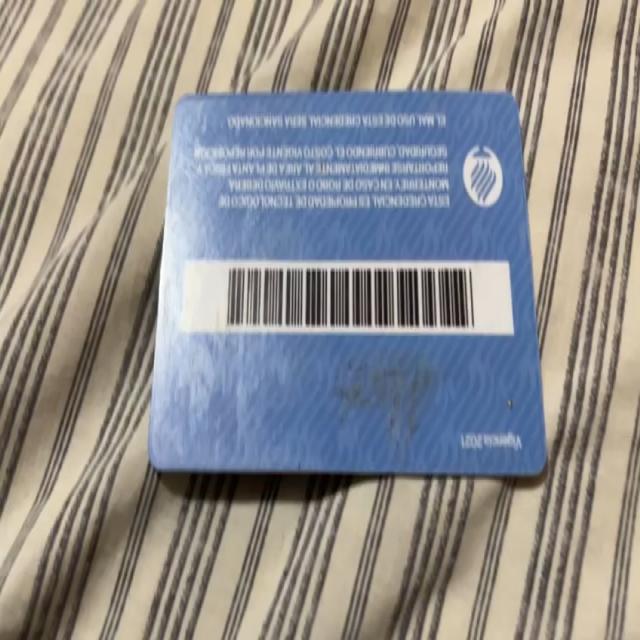 Vigencia 2021
ESTA CREDENCIAL ES PROPIEDAD DE TECNOLÓGICO DE
MONTERREY EN CASO DE ROBO EXTRAVIO DEBERA
REPORTARSE INMEDIATAMENTE AL AREA DE PLANTA FISICA
SEGURIDAD, CUBRIENDO EL COSTO VIGENTE POR REPOSICION
EL MAL USO DE ESTA CREDENCIAL SERA SANCIONADO